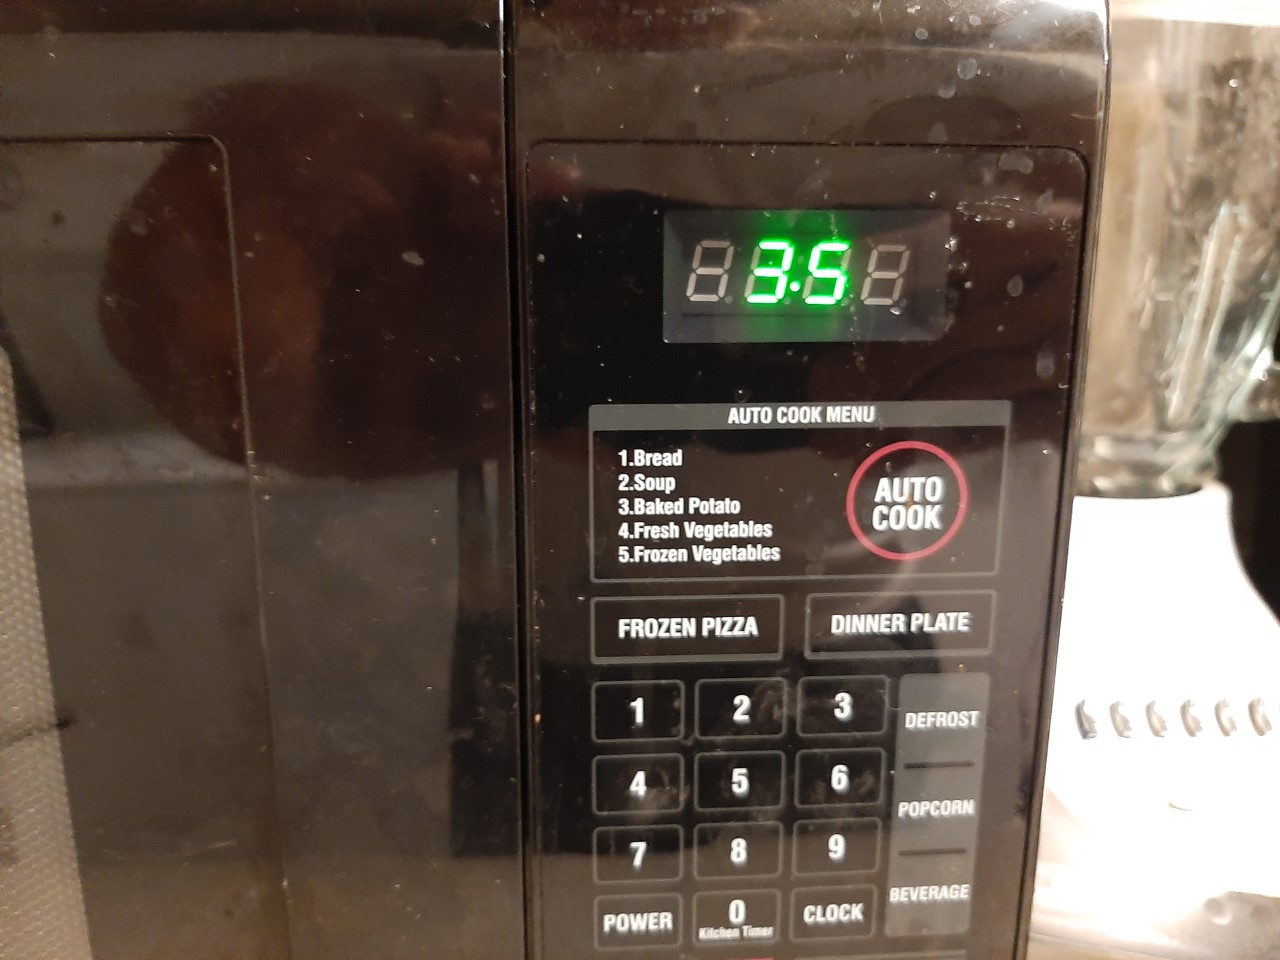 3.5
AUTO COOK MENU
1.Bread
2.Soup
3.Baked Potato
4.Fresh Vegetables
5.Frozen Vegetables
AUTO
COOK
FROZEN PIZZA
DINNER PLATE
1 2 3
DEFROST
4 5 6
POPCORN
7 8 9
BEVERAGE
POWER
0
Kitchen Timer
CLOCK